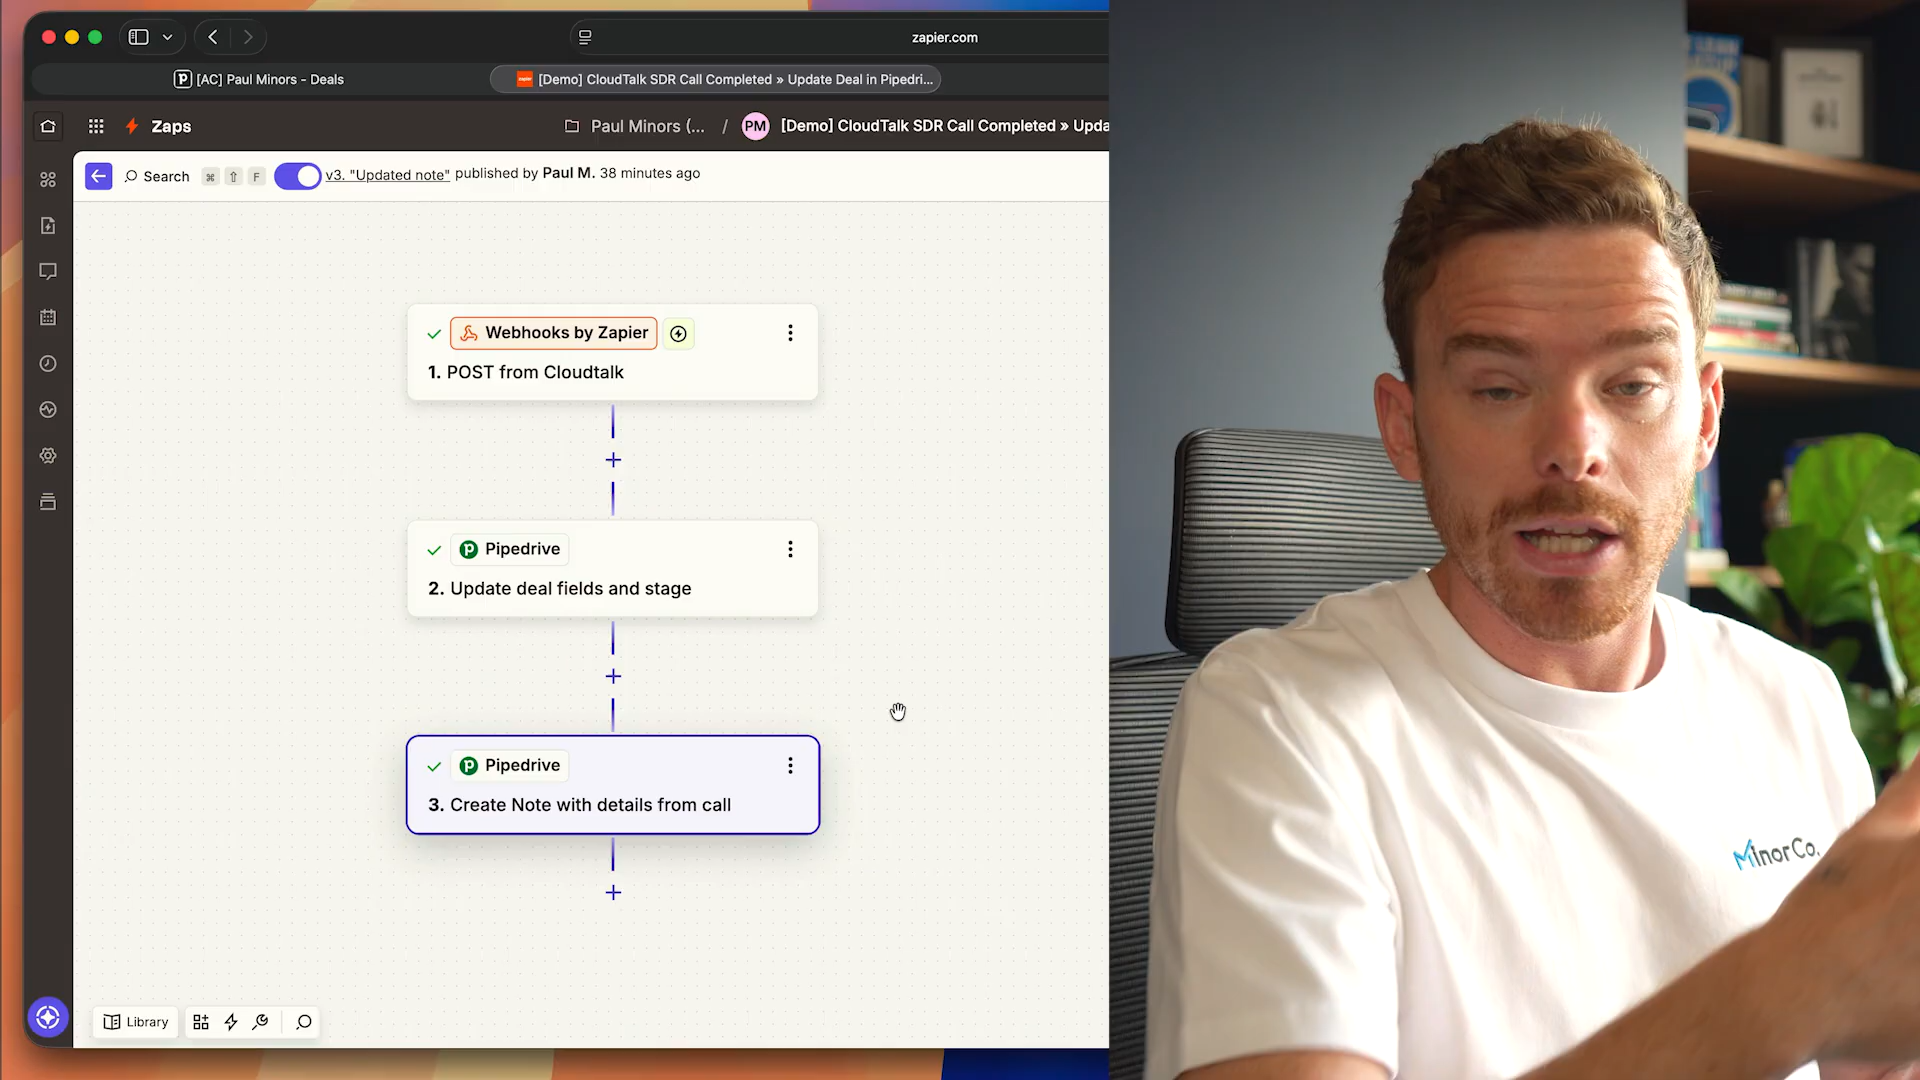 zapier.com
[AC] Paul Minors - Deals
[Demo] CloudTalk SDR Call Completed » Update Deal in Pipedri...
Zaps
Paul Minors (... / PM [Demo] CloudTalk SDR Call Completed » Upda
Search ⌘ ⇧ F v3. "Updated note" published by Paul M. 38 minutes ago
Webhooks by Zapier
1. POST from Cloudtalk
Pipedrive
2. Update deal fields and stage
Pipedrive
3. Create Note with details from call
Library
MinorCo.